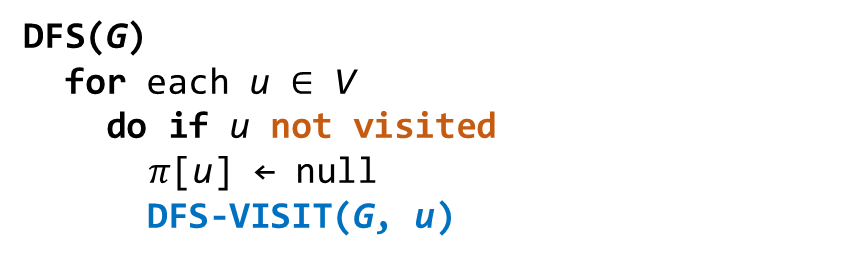 DFS(G)
for each u ∈ V
do if u not visited
π[u] ← null
DFS-VISIT(G, u)